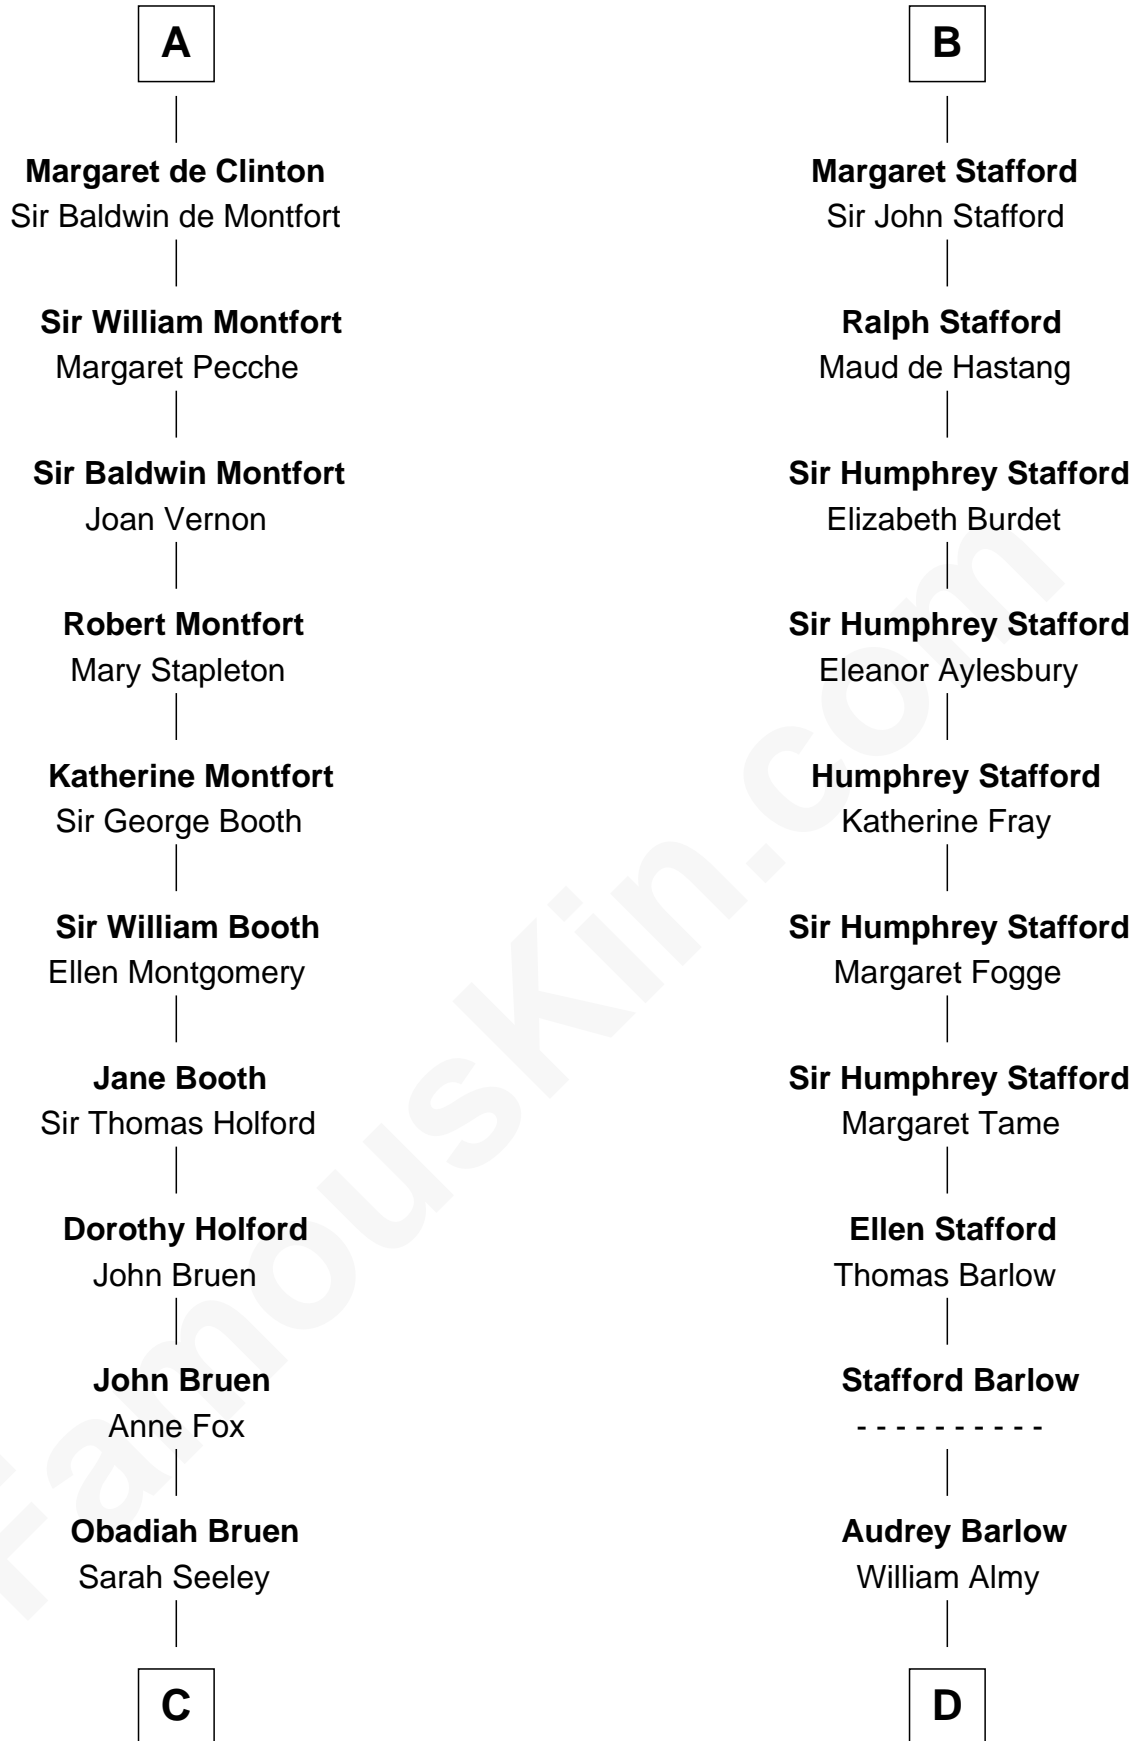 A
Margaret de Clinton
Sir Baldwin de Montfort
Sir William Montfort
Margaret Pecche
Sir Baldwin Montfort
Joan Vernon
Robert Montfort
Mary Stapleton
Katherine Montfort
Sir George Booth
Sir William Booth
Ellen Montgomery
Jane Booth
Sir Thomas Holford
Dorothy Holford
John Bruen
John Bruen
Anne Fox
Obadiah Bruen
Sarah Seeley
C
B
Margaret Stafford
Sir John Stafford
Ralph Stafford
Maud de Hastang
Sir Humphrey Stafford
Elizabeth Burdet
Sir Humphrey Stafford
Eleanor Aylesbury
Humphrey Stafford
Katherine Fray
Sir Humphrey Stafford
Margaret Fogge
Sir Humphrey Stafford
Margaret Tame
Ellen Stafford
Thomas Barlow
Stafford Barlow
- - - - - - - - - -
Audrey Barlow
William Almy
D
FamousKin.com